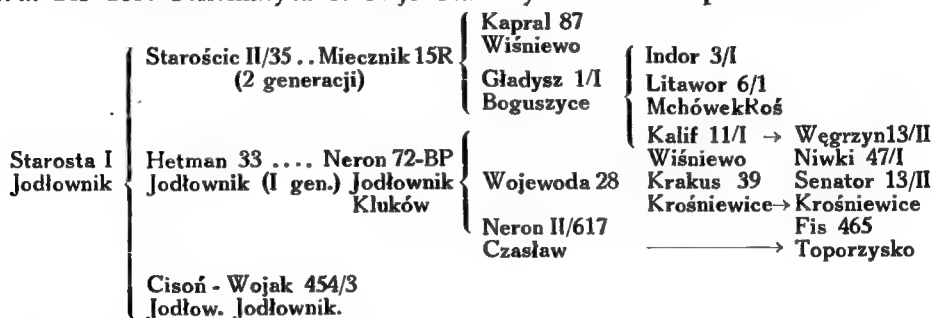 Kapral 87
Starościc II/35 . . Miecznik 15R Wiśniewo Indor 3/I
(2 generacji) Gładysz 1/I Litawor 6/1
Boguszyce MchówekRoś
Kalif 11/I → Węgrzyn13/II
Starosta I Hetman 33 . . . . Neron 72-BP Wiśniewo Niwki 47/I
Jodłownik Jodłownik (I gen.) Jodłownik Wojewoda 28 Krakus 39 Senator 13/II
Kluków Krośniewice→ Krośniewice
Neron II/617 Fis 465
Czasław → Toporzysko
Cisoń - Wojak 454/3
Jodłow. Jodłownik.